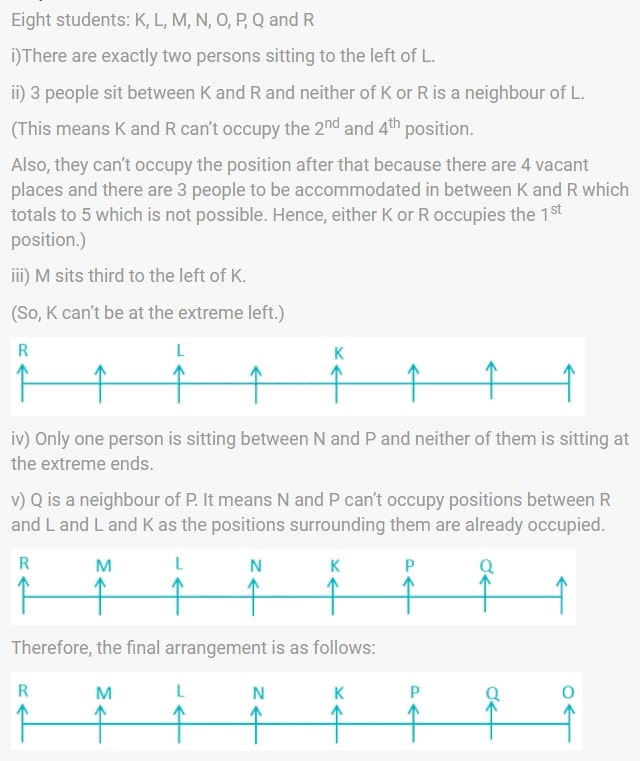 Eight students: K, L, M, N, O, P, Q and R
i)There are exactly two persons sitting to the left of L.
ii) 3 people sit between K and R and neither of K or R is a neighbour of L.
(This means K and R can't occupy the 2nd and 4th position.
Also, they can't occupy the position after that because there are 4 vacant
places and there are 3 people to be accommodated in between K and R which
totals to 5 which is not possible. Hence, either K or R occupies the 1st
position.)
iii) M sits third to the left of K.
(So, K can't be at the extreme left.)
R L K
iv) Only one person is sitting between N and P and neither of them is sitting at
the extreme ends.
v) Q is a neighbour of P. It means N and P can't occupy positions between R
and L and L and K as the positions surrounding them are already occupied.
R M L N K P Q
Therefore, the final arrangement is as follows:
R M L N K P Q O